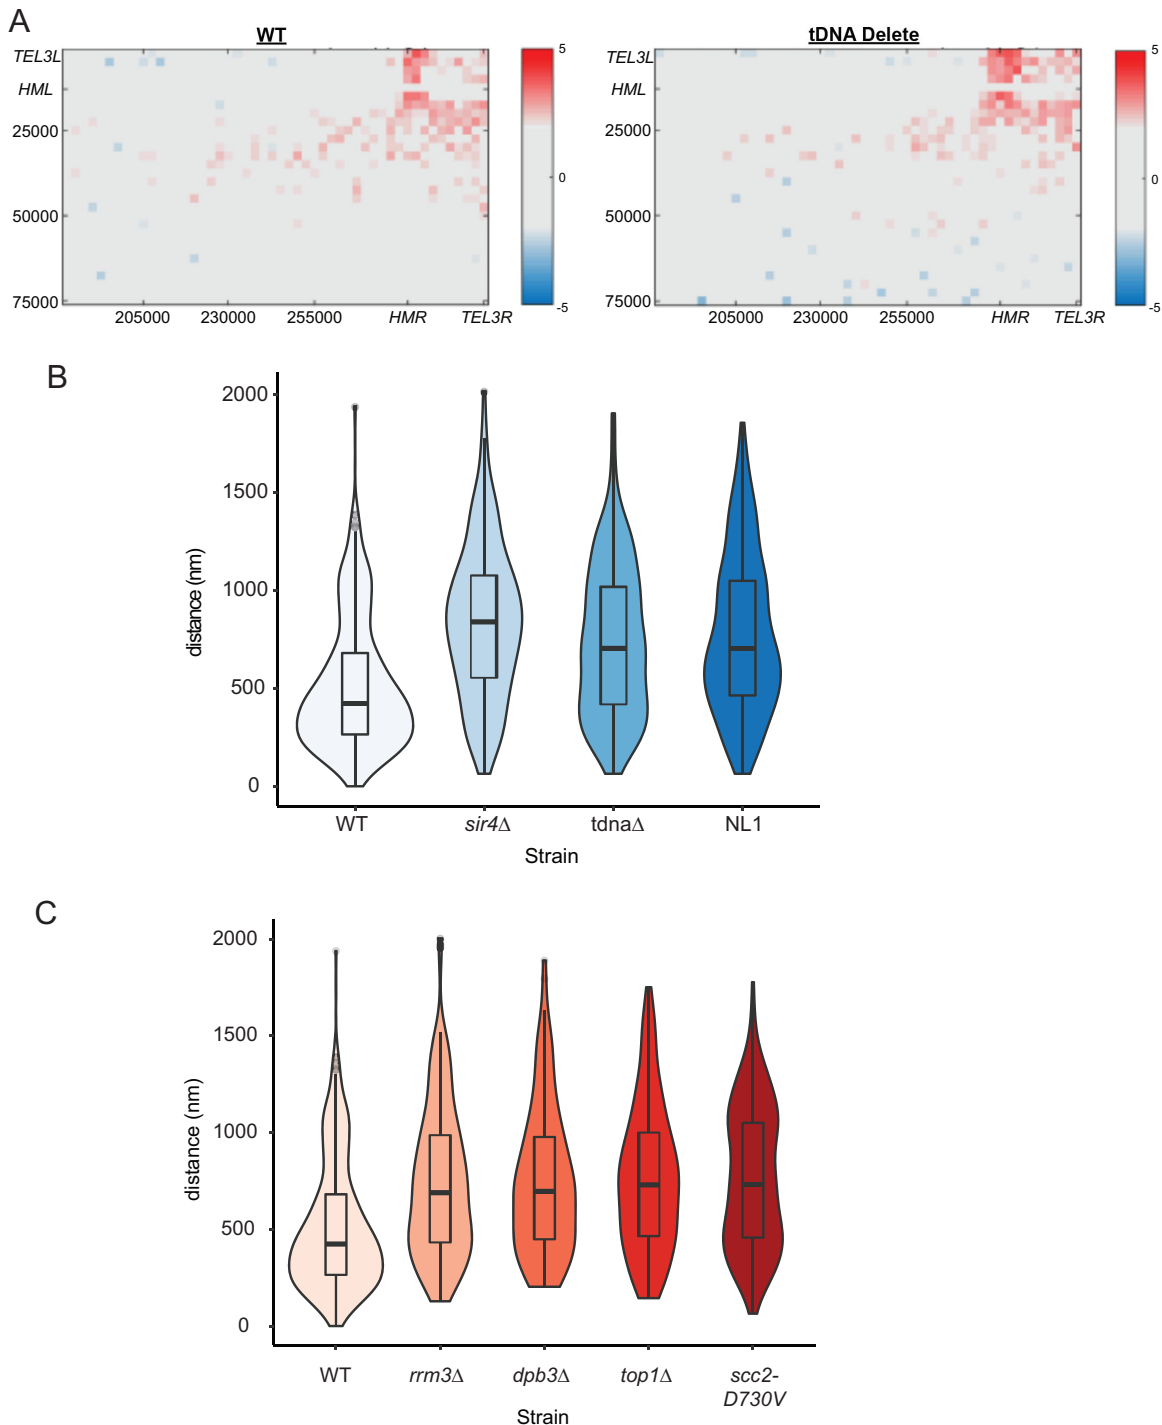 A
WT
tDNA Delete
TEL3L
HML
25000
50000
75000
205000
230000
255000
HMR
TEL3R
5
0
-5
TEL3L
HML
25000
50000
75000
205000
230000
255000
HMR
TEL3R
5
0
-5
B
distance (nm)
2000
1500
1000
500
0
WT
sir4Δ
tdnaΔ
NL1
Strain
C
distance (nm)
2000
1500
1000
500
0
WT
rrm3Δ
dpb3Δ
top1Δ
scc2-
D730V
Strain